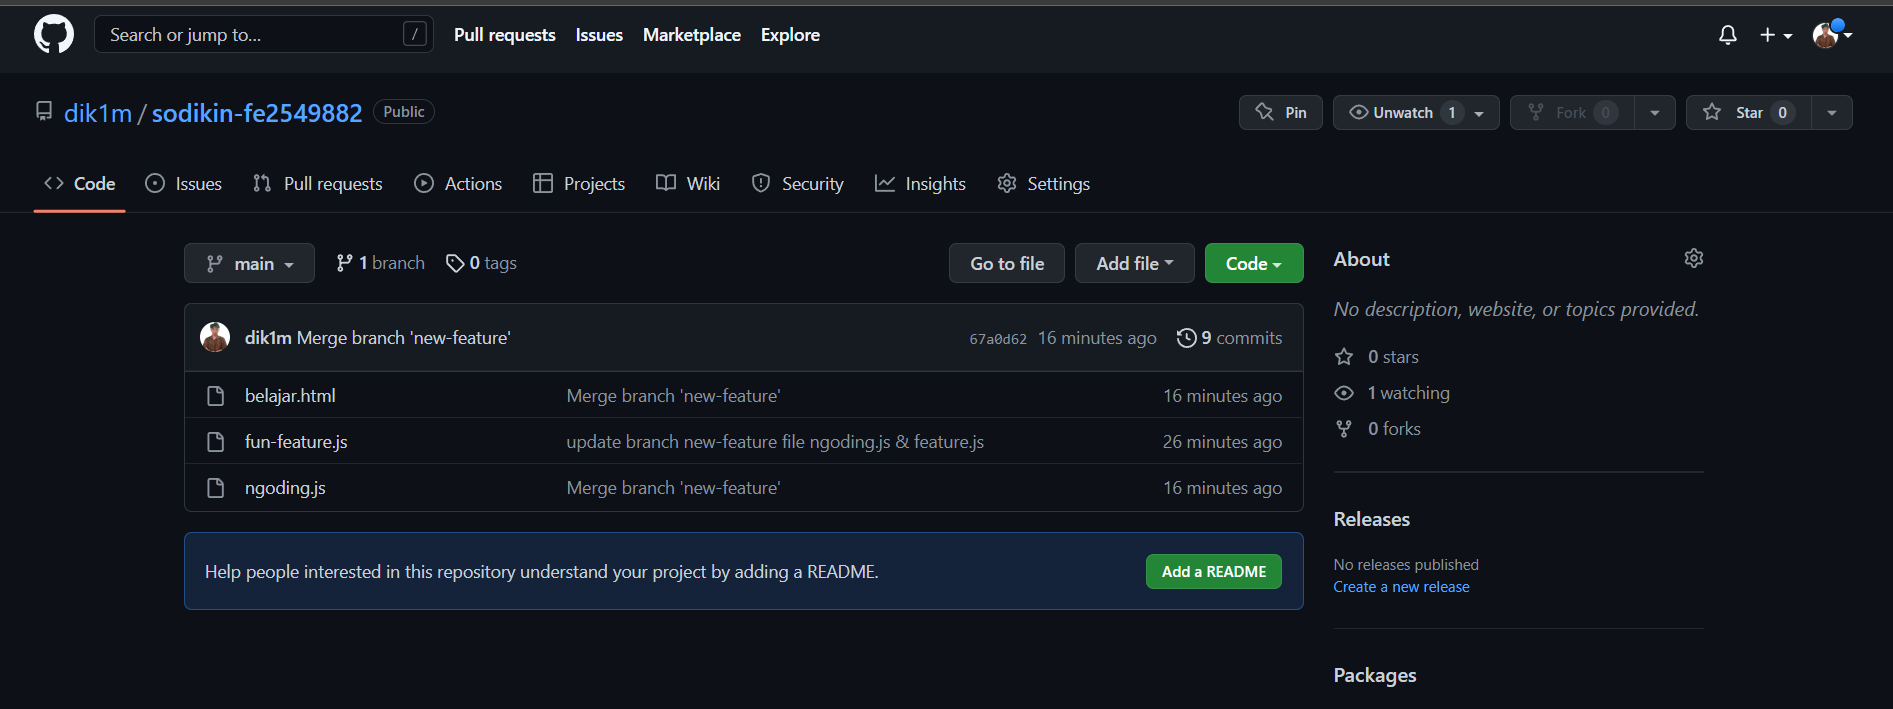 Search or jump to... / Pull requests Issues Marketplace Explore
dik1m / sodikin-fe2549882 Public Pin Unwatch 1 Fork 0 Star 0
Code Issues Pull requests Actions Projects Wiki Security Insights Settings
main 1 branch 0 tags Go to file Add file Code
dik1m Merge branch 'new-feature' 67a0d62 16 minutes ago 9 commits
belajar.html Merge branch 'new-feature' 16 minutes ago
fun-feature.js update branch new-feature file ngoding.js & feature.js 26 minutes ago
ngoding.js Merge branch 'new-feature' 16 minutes ago
Help people interested in this repository understand your project by adding a README. Add a README
About
No description, website, or topics provided.
0 stars
1 watching
0 forks
Releases
No releases published
Create a new release
Packages